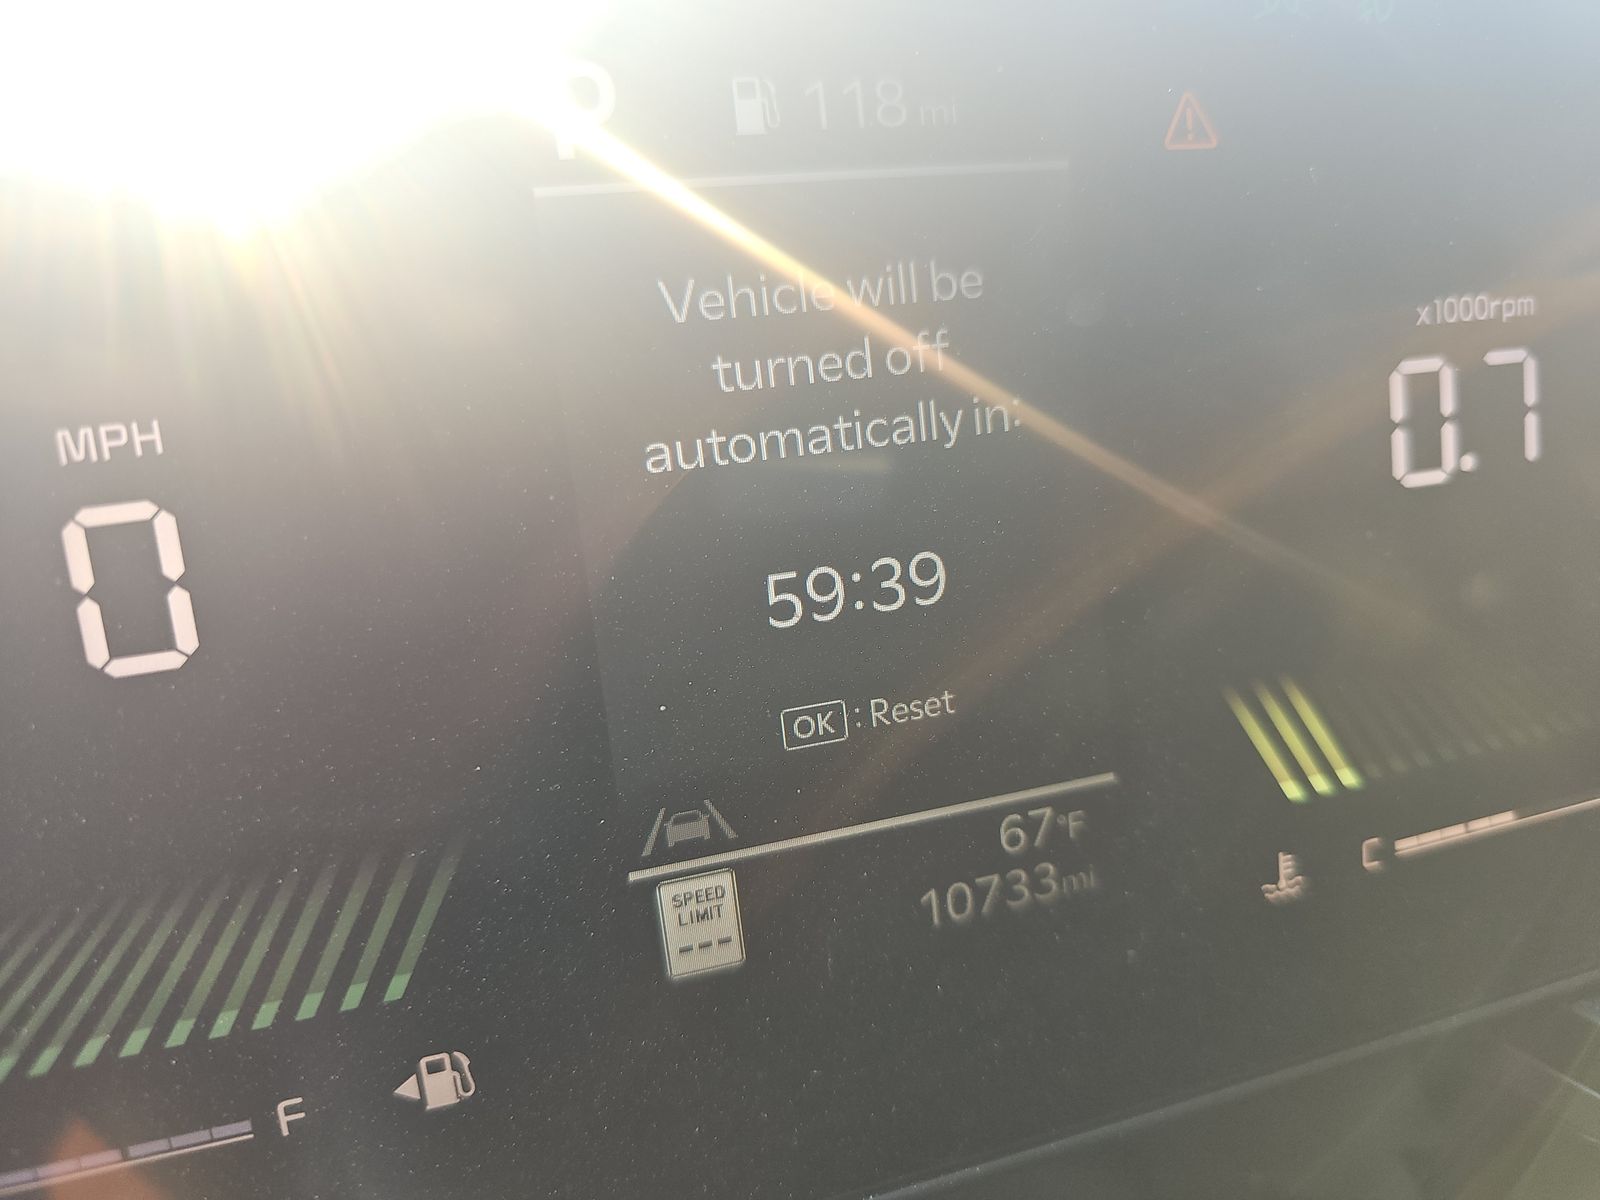 P
118 mi
Vehicle will be
turned off
automatically in:
59:39
OK : Reset
MPH
0
x1000rpm
0.7
67°F
10733mi
SPEED
LIMIT
---
C
F